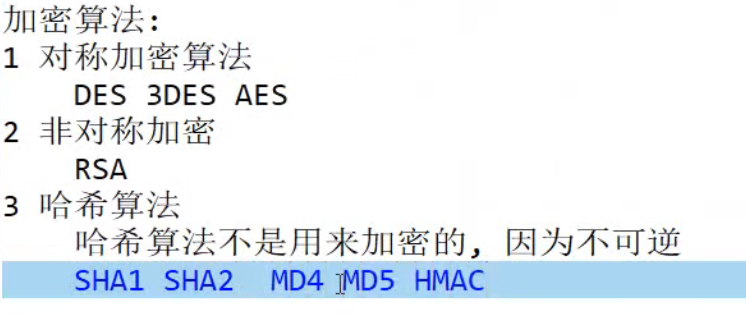 加密算法:
1 对称加密算法
DES 3DES AES
2 非对称加密
RSA
3 哈希算法
哈希算法不是用来加密的, 因为不可逆
SHA1 SHA2 MD4 MD5 HMAC